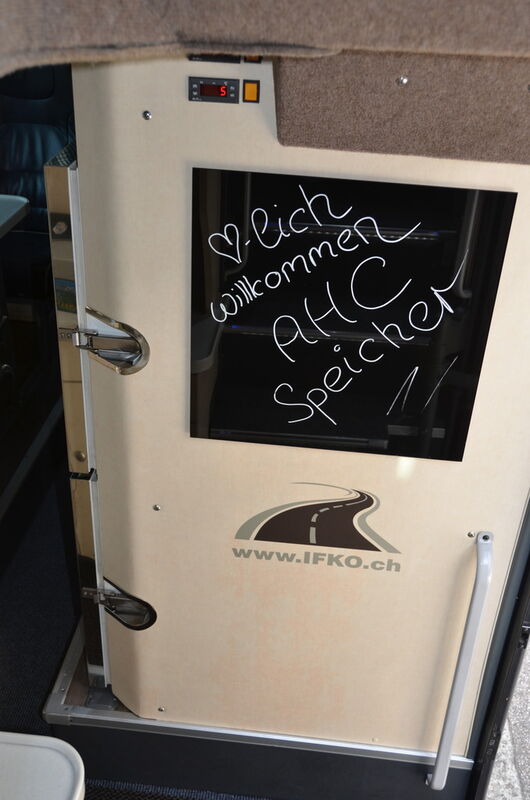 5
♡-lich
willkommen
AHC
Speicher
www.IFKO.ch